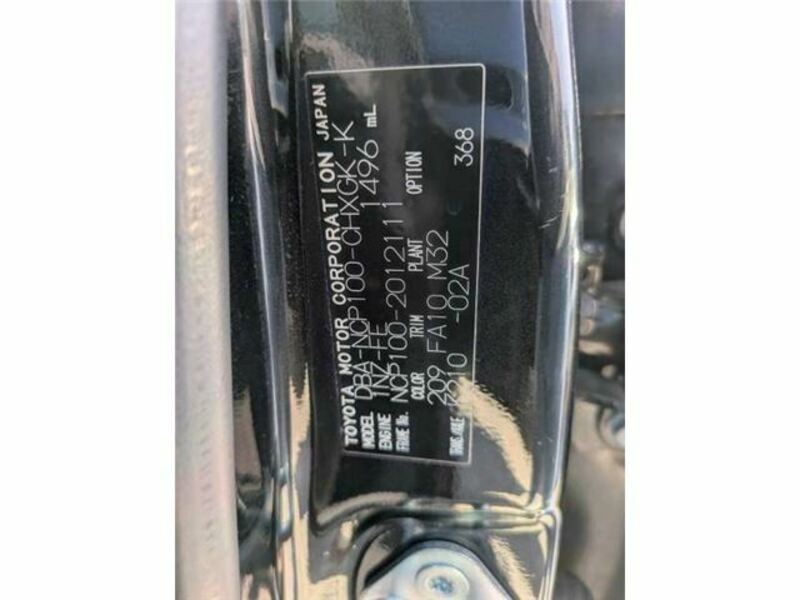 TOYOTA MOTOR CORPORATION JAPAN
MODEL DBA-NCP100-CHXGK -K
ENGINE 1NZ-FE 1496 mL
FRAME No. NCP100-2012111
COLOR TRIM PLANT OPTION
209 FA10 M32
-02A 368